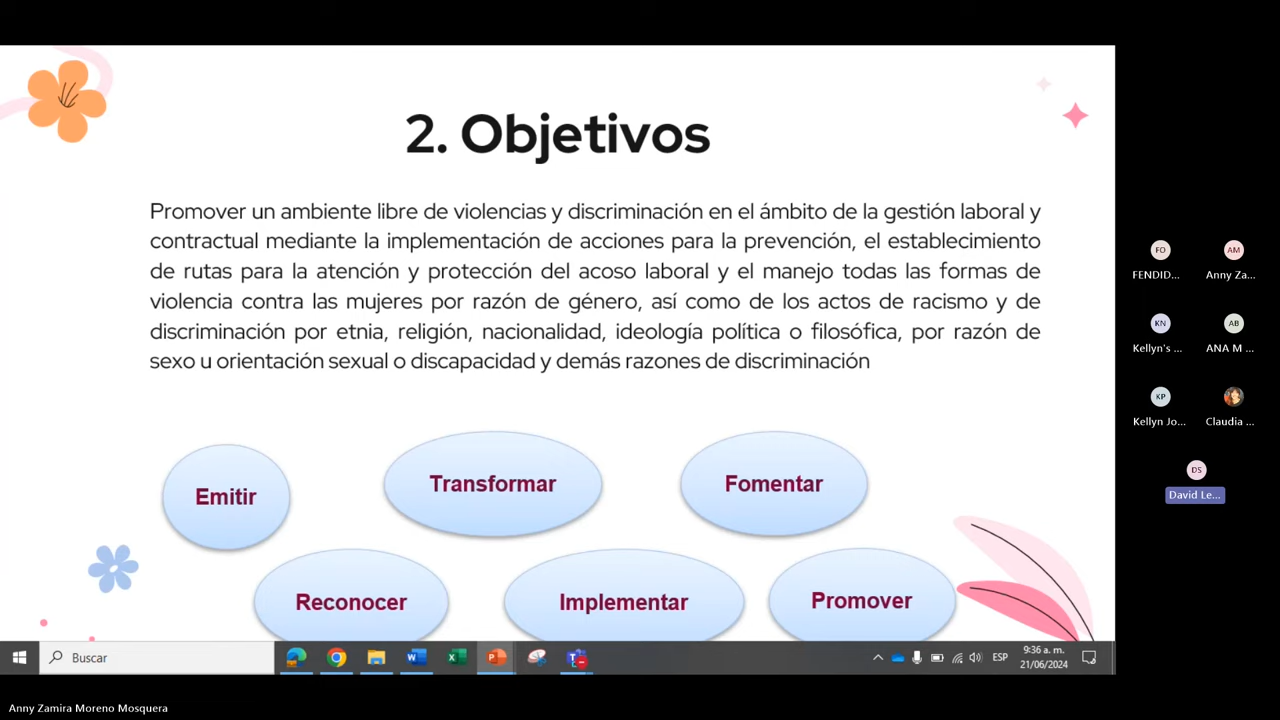 2. Objetivos
Promover un ambiente libre de violencias y discriminación en el ámbito de la gestión laboral y
contractual mediante la implementación de acciones para la prevención, el establecimiento
de rutas para la atención y protección del acoso laboral y el manejo todas las formas de
violencia contra las mujeres por razón de género, así como de los actos de racismo y de
discriminación por etnia, religión, nacionalidad, ideología política o filosófica, por razón de
sexo u orientación sexual o discapacidad y demás razones de discriminación
Emitir
Transformar
Fomentar
Reconocer
Implementar
Promover
FO
AM
FENDID...
Anny Za...
KN
AB
Kellyn's ...
ANA M ...
KP
Kellyn Jo...
Claudia ...
DS
David Le...
Buscar
ESP
9:36 a. m.
21/06/2024
Anny Zamira Moreno Mosquera